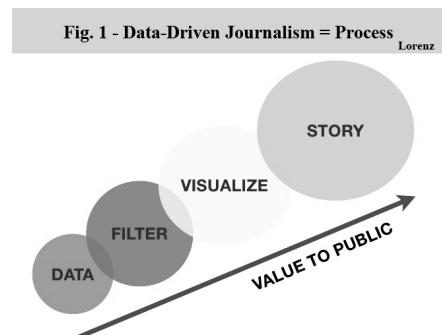 Fig. 1 - Data-Driven Journalism = Process
Lorenz
STORY
VISUALIZE
FILTER
DATA
VALUE TO PUBLIC